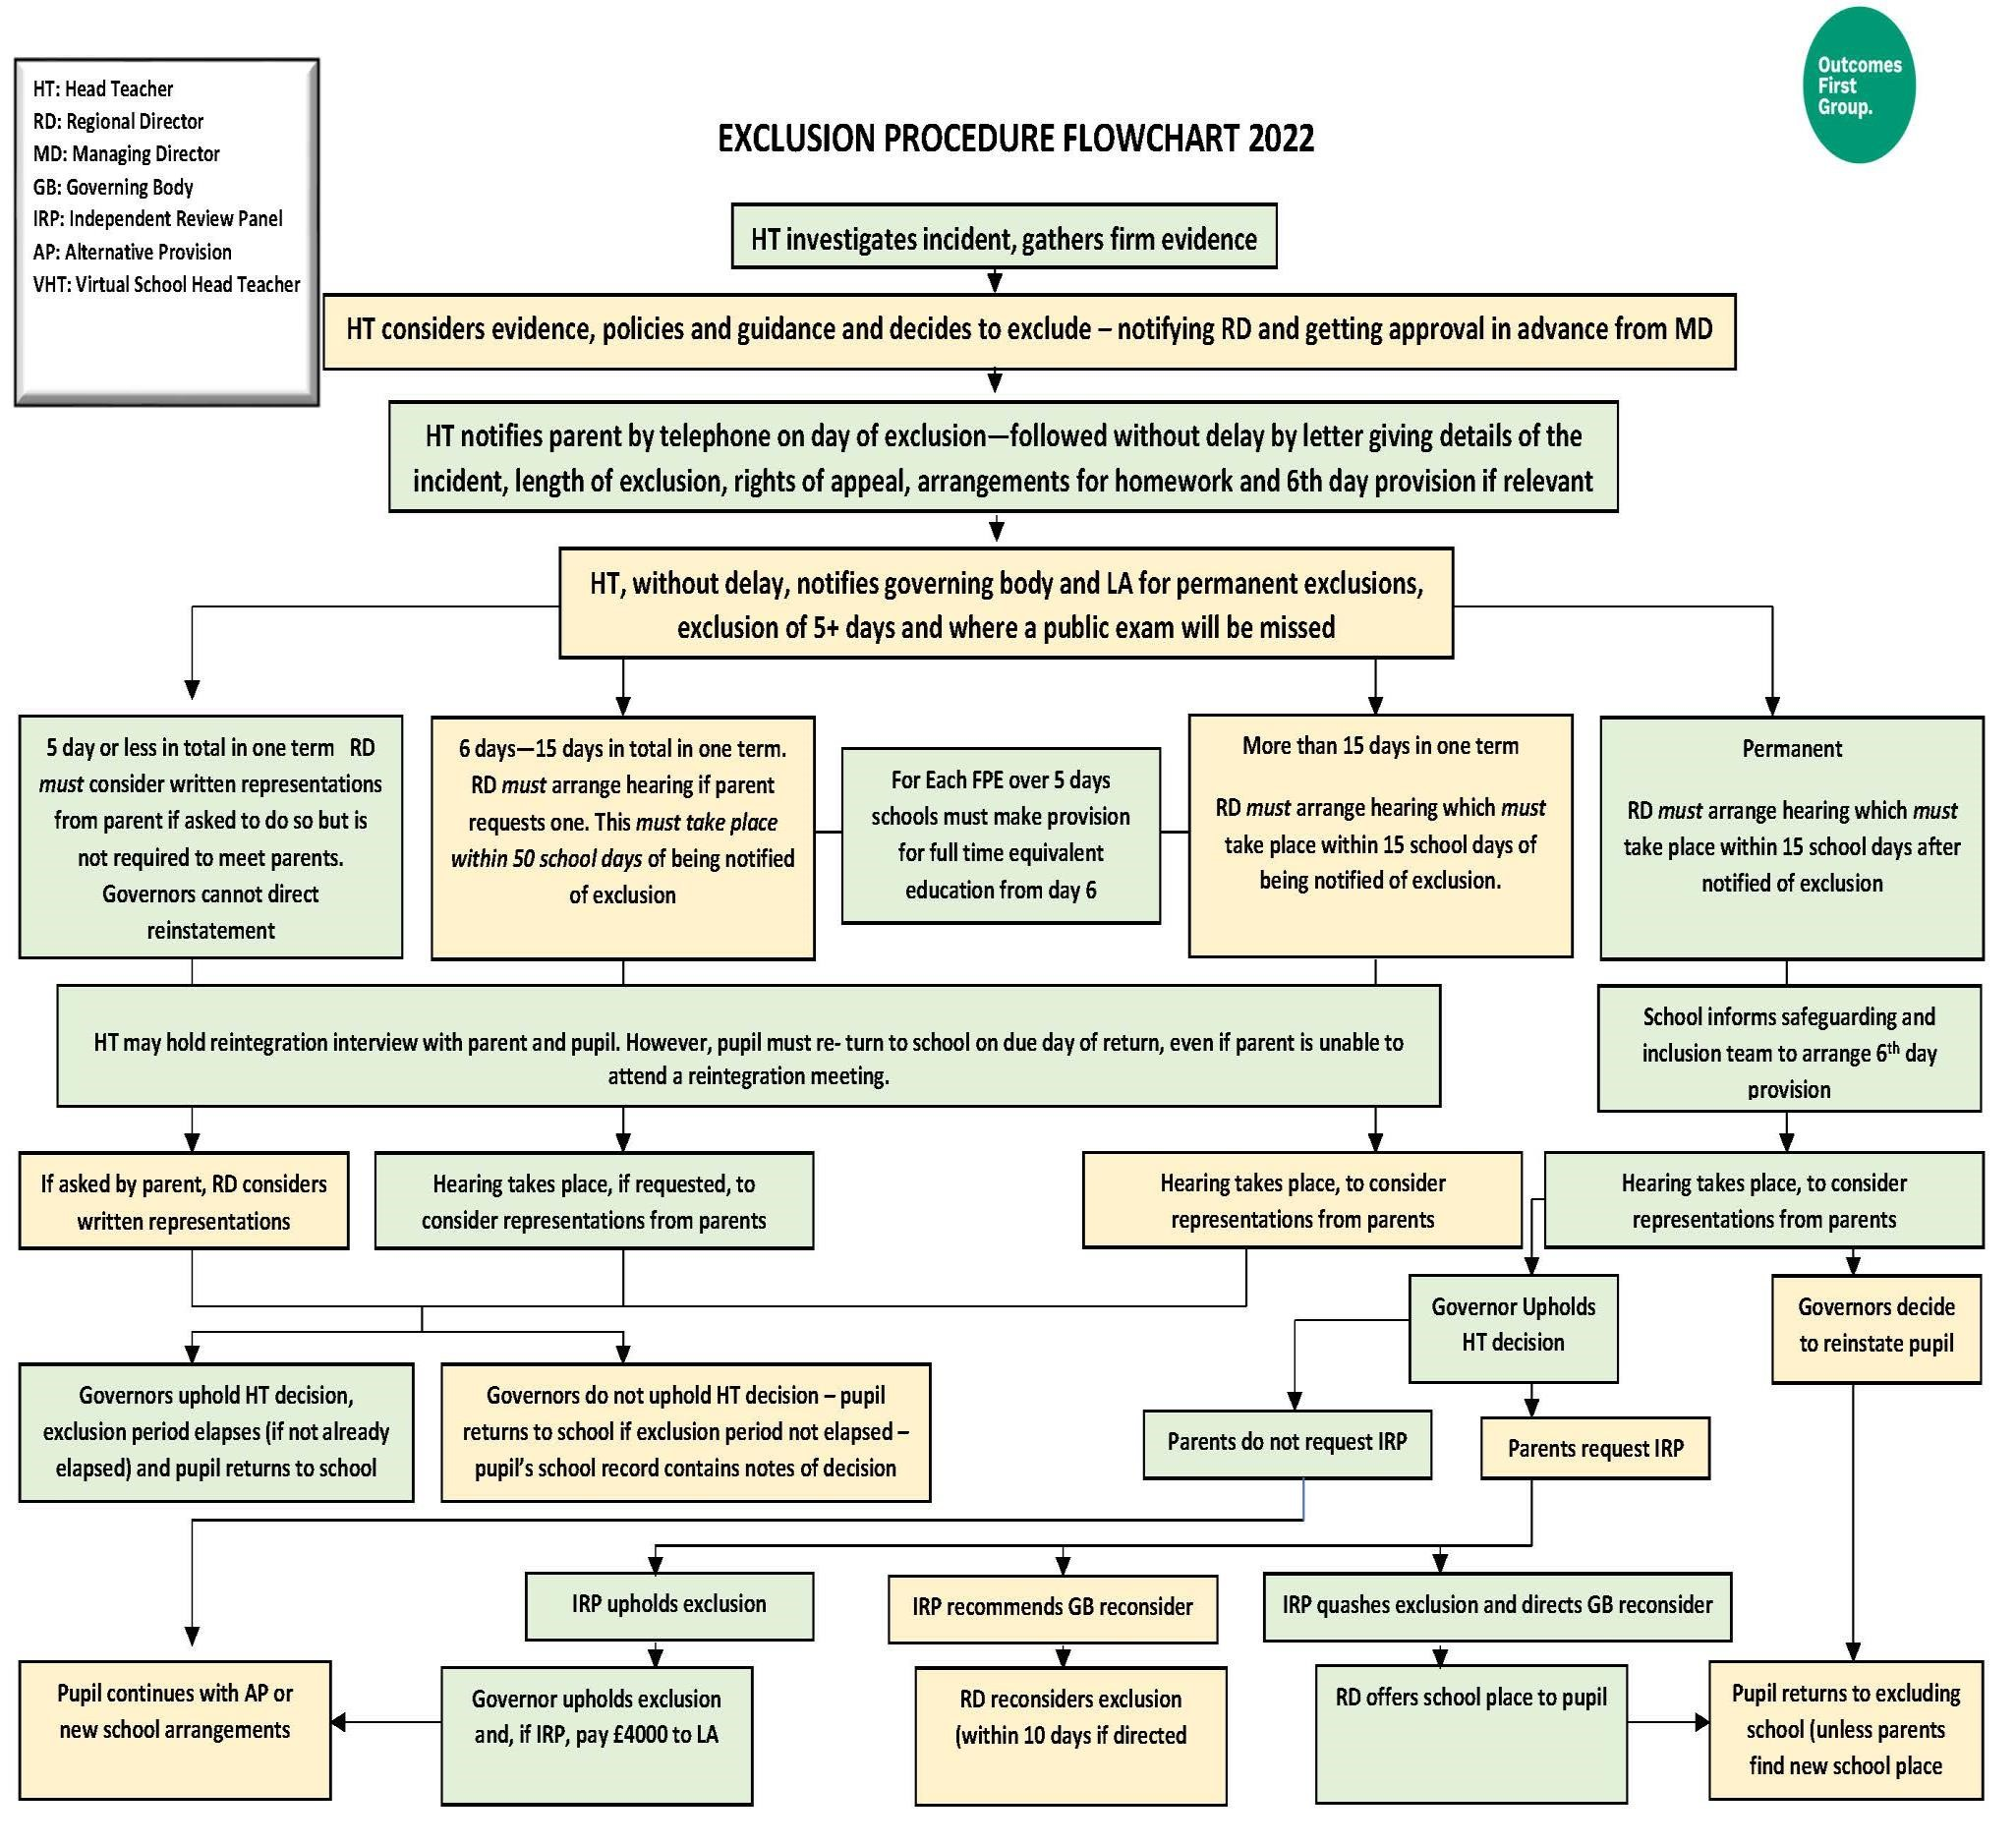 HT: Head Teacher
RD: Regional Director
MD: Managing Director
GB: Governing Body
IRP: Independent Review Panel
AP: Alternative Provision
VHT: Virtual School Head Teacher
Outcomes
First
Group.
EXCLUSION PROCEDURE FLOWCHART 2022
HT investigates incident, gathers firm evidence
HT considers evidence, policies and guidance and decides to exclude – notifying RD and getting approval in advance from MD
HT notifies parent by telephone on day of exclusion—followed without delay by letter giving details of the
incident, length of exclusion, rights of appeal, arrangements for homework and 6th day provision if relevant
HT, without delay, notifies governing body and LA for permanent exclusions,
exclusion of 5+ days and where a public exam will be missed
5 day or less in total in one term RD
must consider written representations
from parent if asked to do so but is
not required to meet parents.
Governors cannot direct
reinstatement
6 days—15 days in total in one term.
RD must arrange hearing if parent
requests one. This must take place
within 50 school days of being notified
of exclusion
For Each FPE over 5 days
schools must make provision
for full time equivalent
education from day 6
More than 15 days in one term
RD must arrange hearing which must
take place within 15 school days of
being notified of exclusion.
Permanent
RD must arrange hearing which must
take place within 15 school days after
notified of exclusion
HT may hold reintegration interview with parent and pupil. However, pupil must re- turn to school on due day of return, even if parent is unable to
attend a reintegration meeting.
School informs safeguarding and
inclusion team to arrange 6th day
provision
If asked by parent, RD considers
written representations
Hearing takes place, if requested, to
consider representations from parents
Hearing takes place, to consider
representations from parents
Hearing takes place, to consider
representations from parents
Governor Upholds
HT decision
Governors decide
to reinstate pupil
Governors uphold HT decision,
exclusion period elapses (if not already
elapsed) and pupil returns to school
Governors do not uphold HT decision – pupil
returns to school if exclusion period not elapsed –
pupil's school record contains notes of decision
Parents do not request IRP
Parents request IRP
IRP upholds exclusion
IRP recommends GB reconsider
IRP quashes exclusion and directs GB reconsider
Pupil continues with AP or
new school arrangements
Governor upholds exclusion
and, if IRP, pay £4000 to LA
RD reconsiders exclusion
(within 10 days if directed
RD offers school place to pupil
Pupil returns to excluding
school (unless parents
find new school place